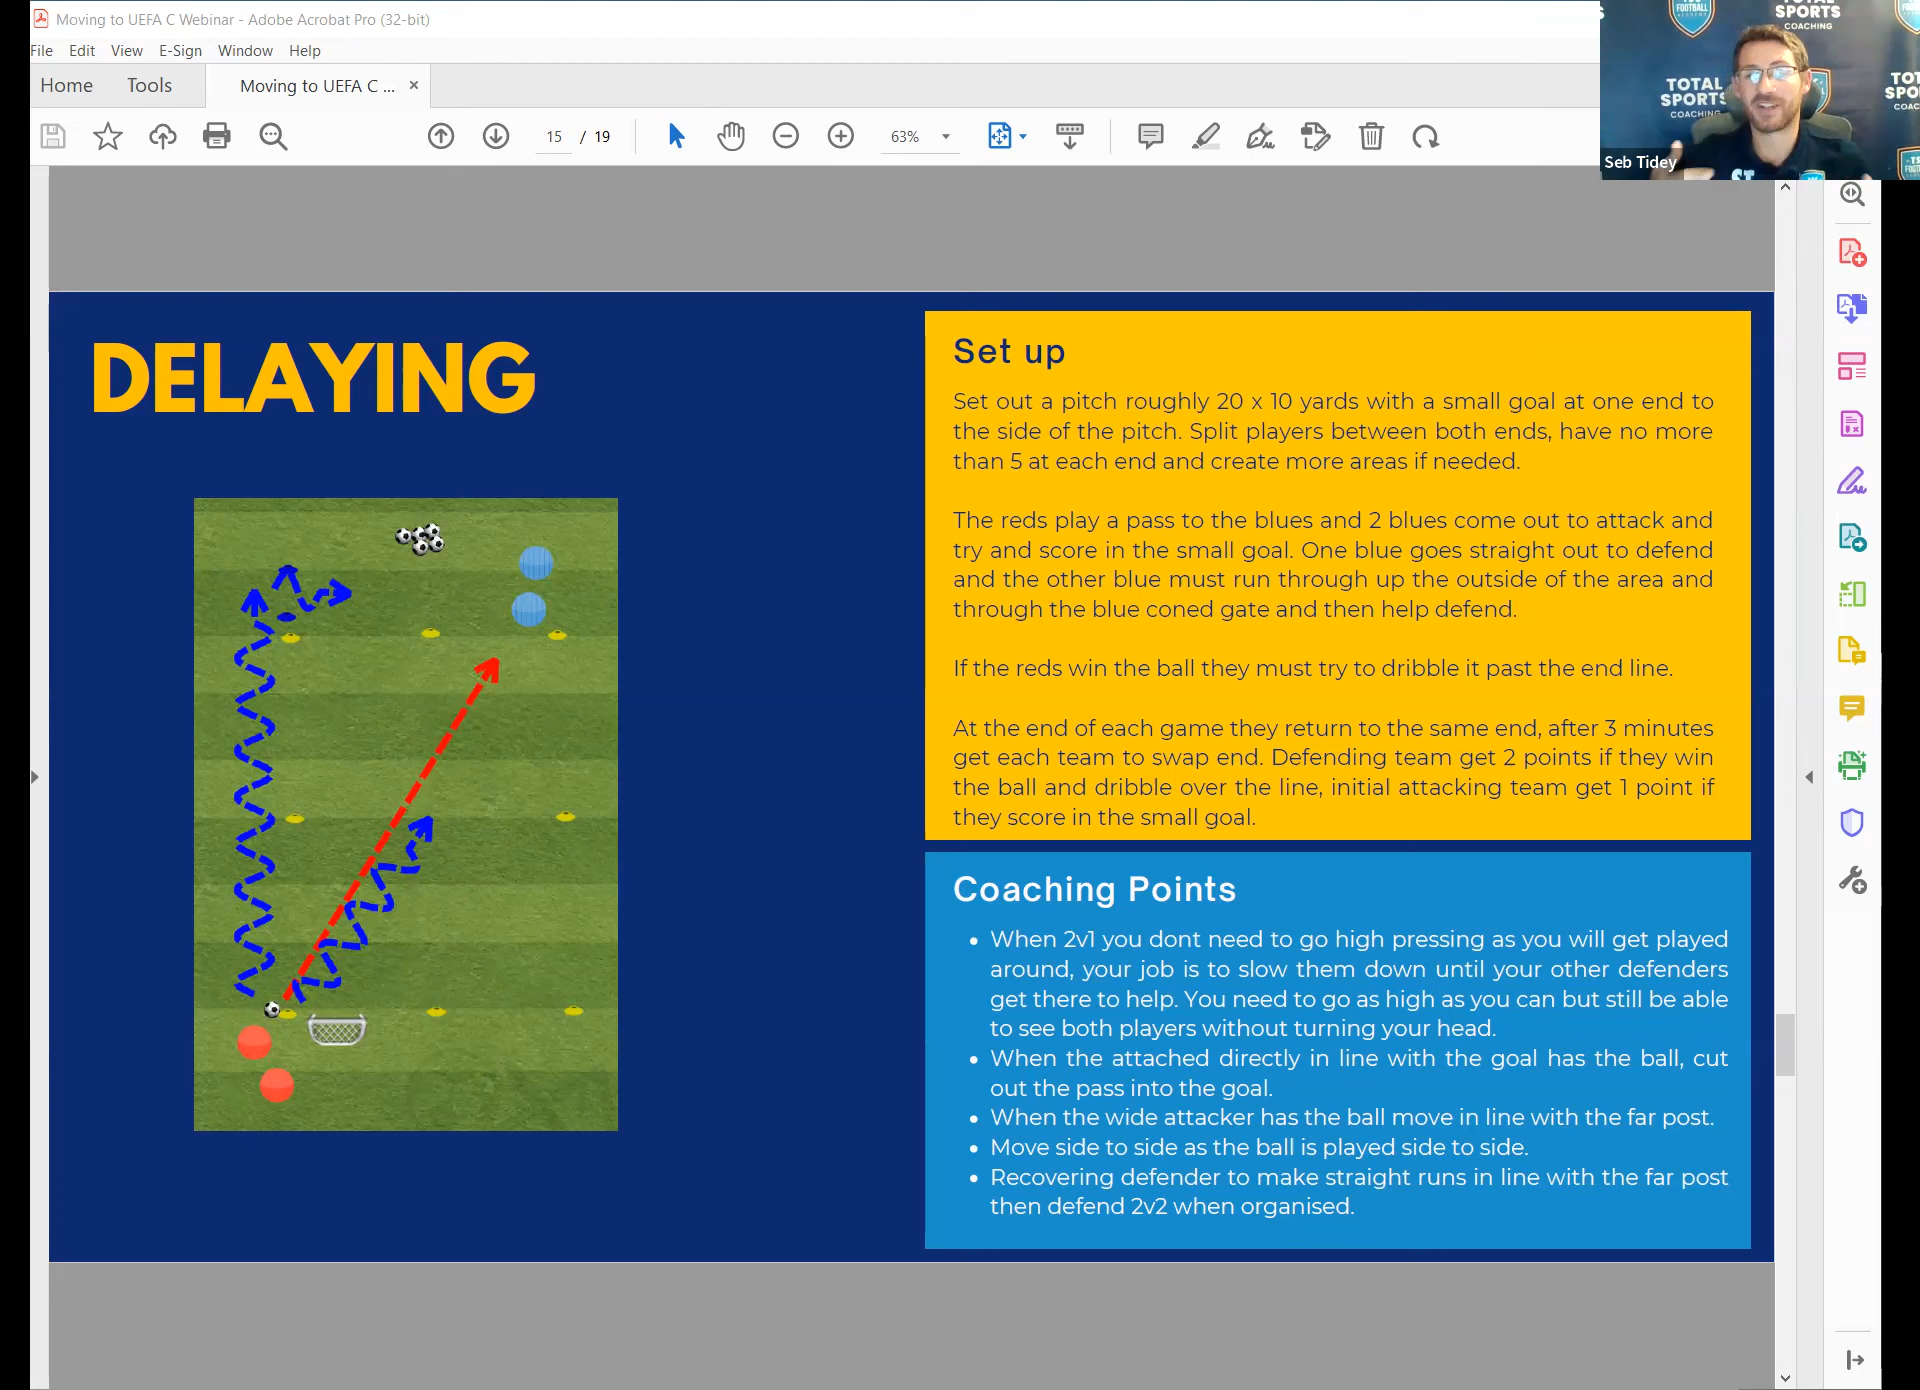 Moving to UEFA C Webinar - Adobe Acrobat Pro (32-bit)
File Edit View E-Sign Window Help
Home Tools Moving to UEFA C ... ×
15 / 19 63%
TOTAL
SPORTS
COACHING
FOOTBALL
SPORTS
COACHING
Seb Tidey
ST
DELAYING
Set up
Set out a pitch roughly 20 x 10 yards with a small goal at one end to
the side of the pitch. Split players between both ends, have no more
than 5 at each end and create more areas if needed.
The reds play a pass to the blues and 2 blues come out to attack and
try and score in the small goal. One blue goes straight out to defend
and the other blue must run through up the outside of the area and
through the blue coned gate and then help defend.
If the reds win the ball they must try to dribble it past the end line.
At the end of each game they return to the same end, after 3 minutes
get each team to swap end. Defending team get 2 points if they win
the ball and dribble over the line, initial attacking team get 1 point if
they score in the small goal.
Coaching Points
• When 2v1 you dont need to go high pressing as you will get played
around, your job is to slow them down until your other defenders
get there to help. You need to go as high as you can but still be able
to see both players without turning your head.
• When the attached directly in line with the goal has the ball, cut
out the pass into the goal.
• When the wide attacker has the ball move in line with the far post.
• Move side to side as the ball is played side to side.
• Recovering defender to make straight runs in line with the far post
then defend 2v2 when organised.